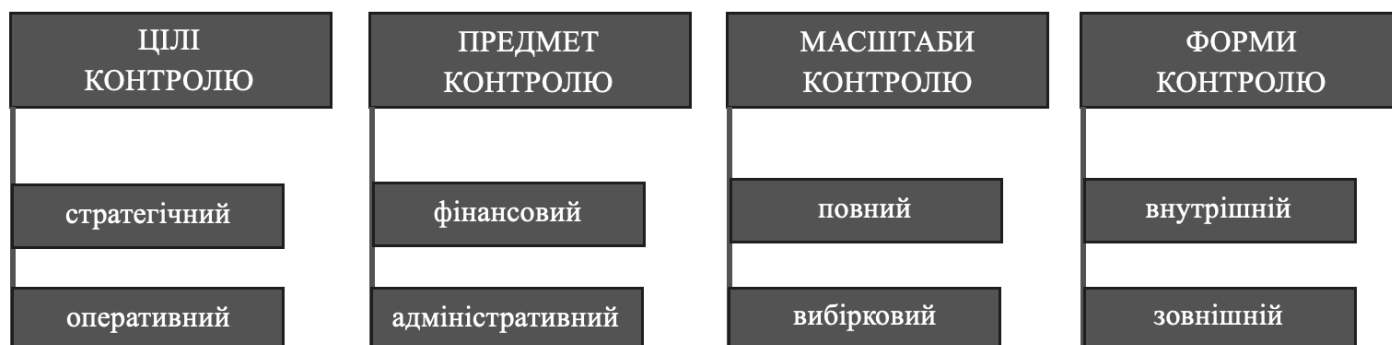 ЦІЛІ
КОНТРОЛЮ
ПРЕДМЕТ
КОНТРОЛЮ
МАСШТАБИ
КОНТРОЛЮ
ФОРМИ
КОНТРОЛЮ
стратегічний
фінансовий
повний
внутрішній
оперативний
адміністративний
вибірковий
зовнішній